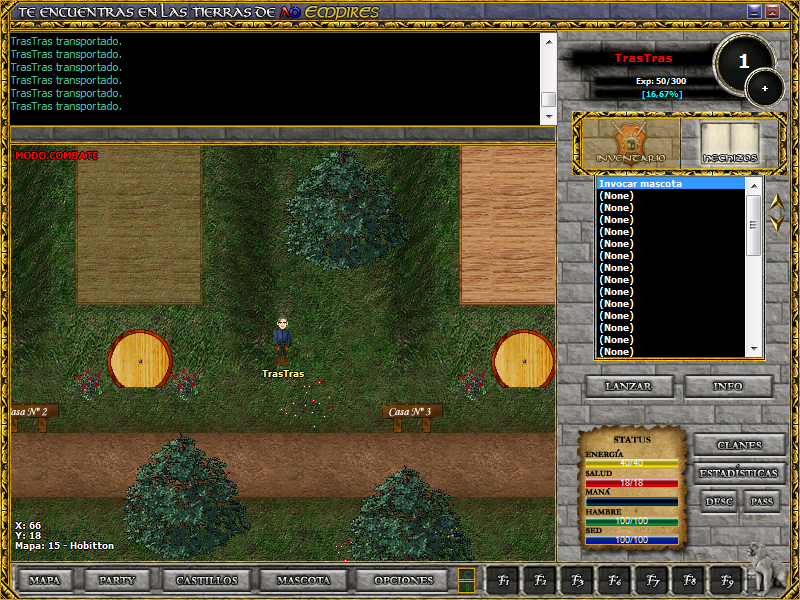 TE ENCUENTRAS EN LAS TIERRAS DE AO EMPIRES
TrasTras transportado.
TrasTras transportado.
TrasTras transportado.
TrasTras transportado.
TrasTras transportado.
TrasTras transportado.
TrasTras
1
Exp: 50/300
[16,67%]
+
INVENTARIO
HECHIZOS
MODO COMBATE
Invocar mascota
(None)
(None)
(None)
(None)
(None)
(None)
(None)
(None)
(None)
(None)
(None)
(None)
(None)
(None)
TrasTras
LANZAR
INFO
asa Nº 2
Casa Nº 3
STATUS
ENERGÍA
40/40
SALUD
18/18
MANÁ
HAMBRE
100/100
SED
100/100
CLANES
ESTADÍSTICAS
DESC
PASS
X: 66
Y: 18
Mapa: 15 - Hobitton
MAPA
PARTY
CASTILLOS
MASCOTA
OPCIONES
S
F1
F2
F3
F6
F7
F8
F9